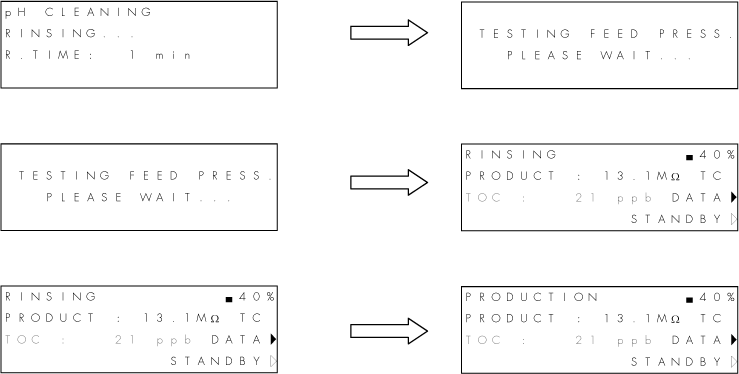 pH CLEANING
RINSING...
R.TIME: 1 min
TESTING FEED PRESS.
PLEASE WAIT...
TESTING FEED PRESS.
PLEASE WAIT...
RINSING 40%
PRODUCT : 13.1MΩ TC
TOC : 21 ppb DATA
STANDBY
RINSING 40%
PRODUCT : 13.1MΩ TC
TOC : 21 ppb DATA
STANDBY
PRODUCTION 40%
PRODUCT : 13.1MΩ TC
TOC : 21 ppb DATA
STANDBY